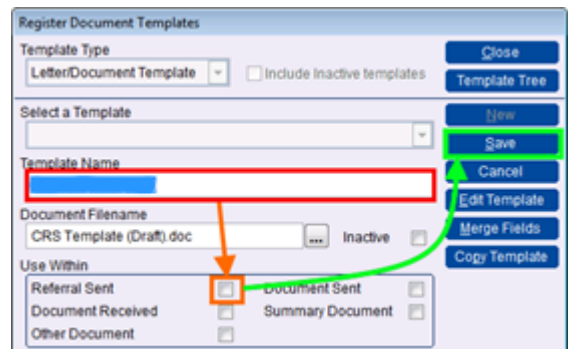 Register Document Templates
Template Type
Close
Letter/Document Template
Include Inactive templates
Template Tree
Select a Template
New
Save
Template Name
Cancel
Edit Template
Document Filename
Merge Fields
CRS Template (Draft).doc
...
Inactive
Copy Template
Use Within
Referral Sent
Document Sent
Document Received
Summary Document
Other Document